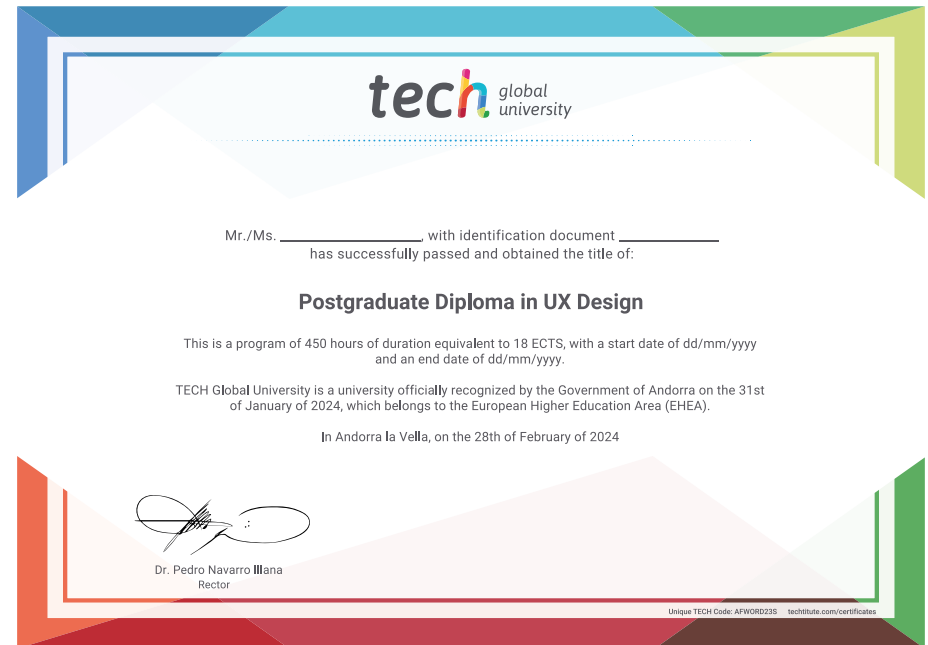 tech global university
Mr./Ms. ____________, with identification document ____________
has successfully passed and obtained the title of:
Postgraduate Diploma in UX Design
This is a program of 450 hours of duration equivalent to 18 ECTS, with a start date of dd/mm/yyyy
and an end date of dd/mm/yyyy.
TECH Global University is a university officially recognized by the Government of Andorra on the 31st
of January of 2024, which belongs to the European Higher Education Area (EHEA).
In Andorra la Vella, on the 28th of February of 2024
Dr. Pedro Navarro Illana
Rector
Unique TECH Code: AFWORD23S techtitute.com/certificates